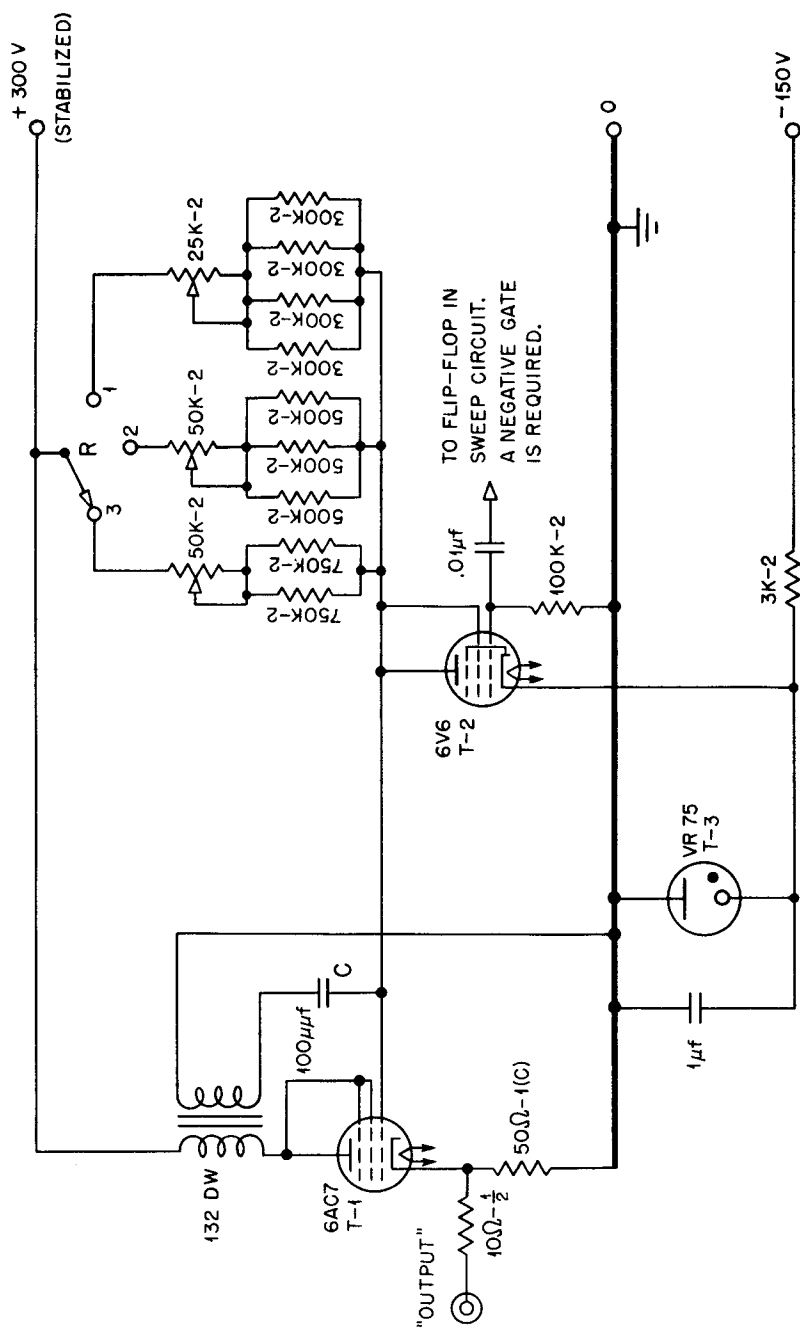 + 300 V
(STABILIZED)
R
1
2
3
50K-2
50K-2
25K-2
750K-2
750K-2
500K-2
500K-2
500K-2
300K-2
300K-2
300K-2
300K-2
132 DW
100μμf
C
6AC7
T-1
"OUTPUT"
10Ω-½
50Ω-1(C)
6V6
T-2
.01μf
TO FLIP-FLOP IN
SWEEP CIRCUIT.
A NEGATIVE GATE
IS REQUIRED.
100K-2
0
1μf
VR 75
T-3
3K-2
-150V